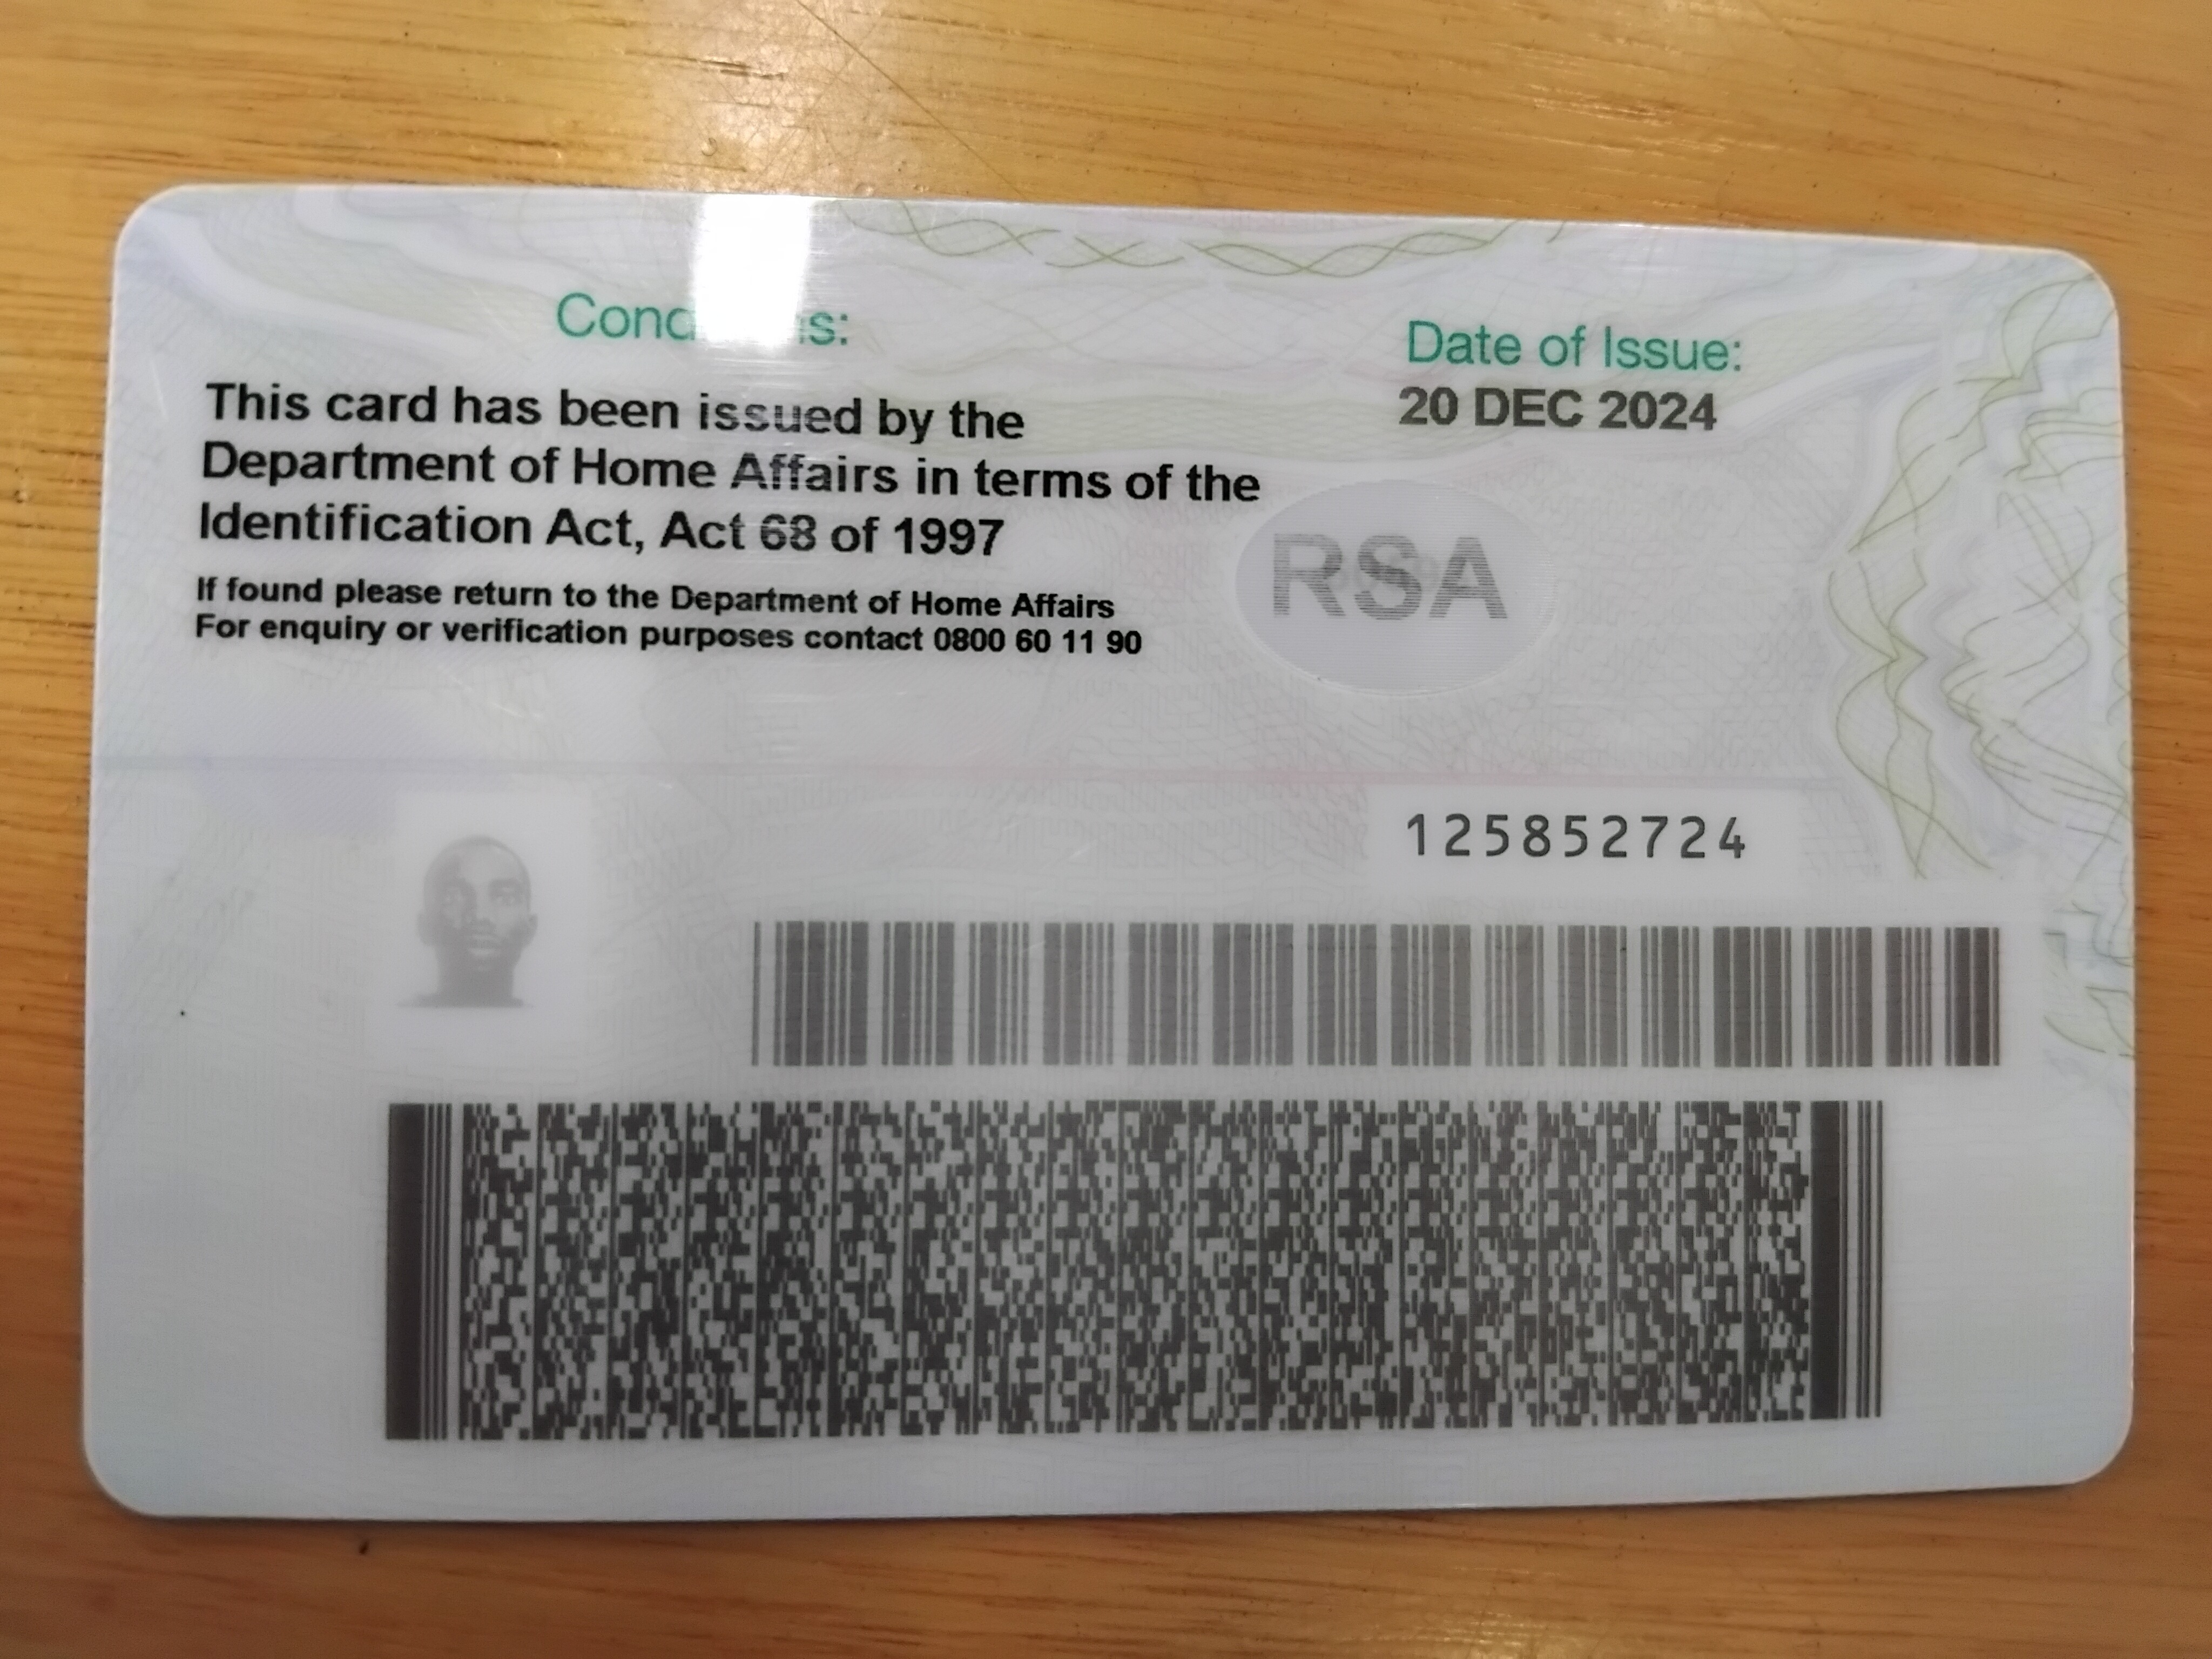 Conditions:
Date of Issue:
20 DEC 2024
This card has been issued by the
Department of Home Affairs in terms of the
Identification Act, Act 68 of 1997
If found please return to the Department of Home Affairs
For enquiry or verification purposes contact 0800 60 11 90
RSA
125852724